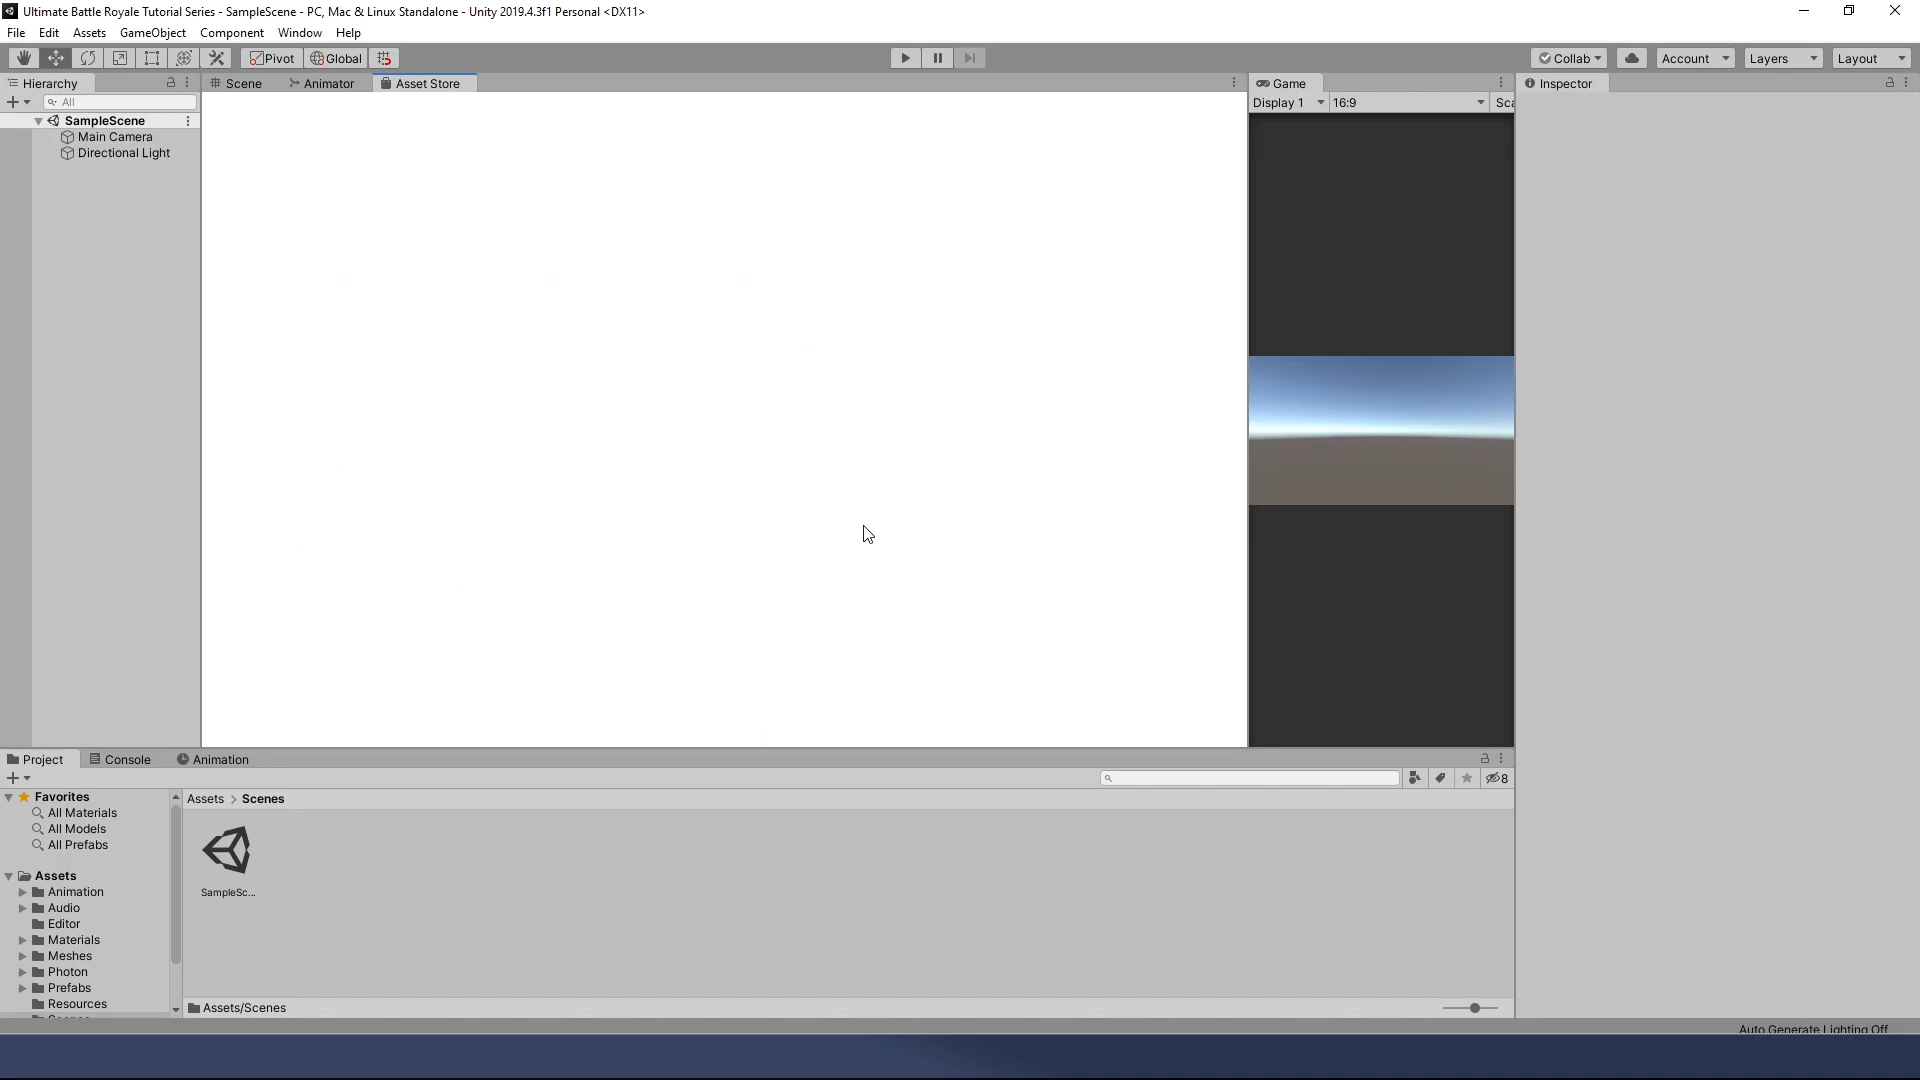 Ultimate Battle Royale Tutorial Series - SampleScene - PC, Mac & Linux Standalone - Unity 2019.4.3f1 Personal <DX11>
File Edit Assets GameObject Component Window Help
Pivot Global Collab Account Layers Layout
Hierarchy Scene Animator Asset Store Game Inspector
All Display 1 16:9 Sc
SampleScene
Main Camera
Directional Light
Project Console Animation
8
Favorites Assets > Scenes
All Materials
All Models
All Prefabs
Assets
Animation SampleSc...
Audio
Editor
Materials
Meshes
Photon
Prefabs
Resources
Assets/Scenes
Auto Generate Lighting Off